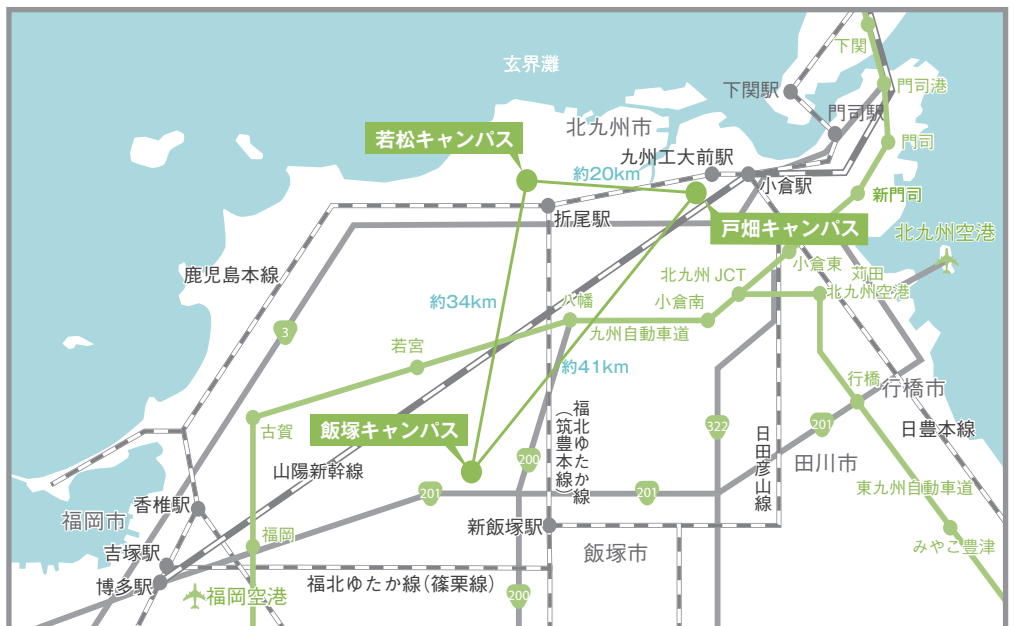 下関
玄界灘
下関駅
門司港
門司駅
北九州市
若松キャンパス
門司
九州工大前駅
約20km
小倉駅
新門司
折尾駅
戸畑キャンパス
北九州空港
小倉東
鹿児島本線
北九州JCT
苅田
北九州空港
約34km
八幡
小倉南
3
九州自動車道
若宮
約41km
行橋
行橋市
古賀
飯塚キャンパス
福北ゆたか線
(筑豊本線)
322
201
日田彦山線
日豊本線
山陽新幹線
200
田川市
201
201
東九州自動車道
香椎駅
福岡市
新飯塚駅
福岡
飯塚市
みやこ豊津
吉塚駅
博多駅
福北ゆたか線(篠栗線)
福岡空港
200